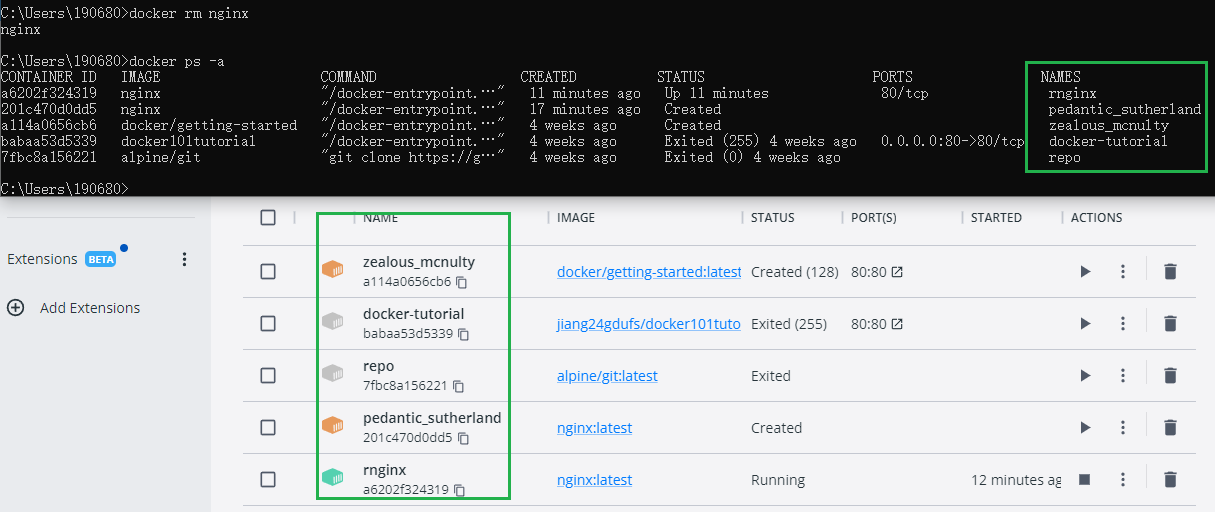 C:\Users\190680>docker rm nginx
nginx
C:\Users\190680>docker ps -a
CONTAINER ID IMAGE COMMAND CREATED STATUS PORTS NAMES
a6202f324319 nginx "/docker-entrypoint.…" 11 minutes ago Up 11 minutes 80/tcp rnginx
201c470d0dd5 nginx "/docker-entrypoint.…" 17 minutes ago Created pedantic_sutherland
a114a0656cb6 docker/getting-started "/docker-entrypoint.…" 4 weeks ago Created zealous_mcnulty
babaa53d5339 docker101tutorial "/docker-entrypoint.…" 4 weeks ago Exited (255) 4 weeks ago 0.0.0.0:80->80/tcp docker-tutorial
7fbc8a156221 alpine/git "git clone https://g…" 4 weeks ago Exited (0) 4 weeks ago repo
C:\Users\190680>
NAME IMAGE STATUS PORT(S) STARTED ACTIONS
Extensions BETA
Add Extensions
zealous_mcnulty docker/getting-started:latest Created (128) 80:80
a114a0656cb6
docker-tutorial jiang24gdufs/docker101tuto Exited (255) 80:80
babaa53d5339
repo alpine/git:latest Exited
7fbc8a156221
pedantic_sutherland nginx:latest Created
201c470d0dd5
rnginx nginx:latest Running 12 minutes ag
a6202f324319